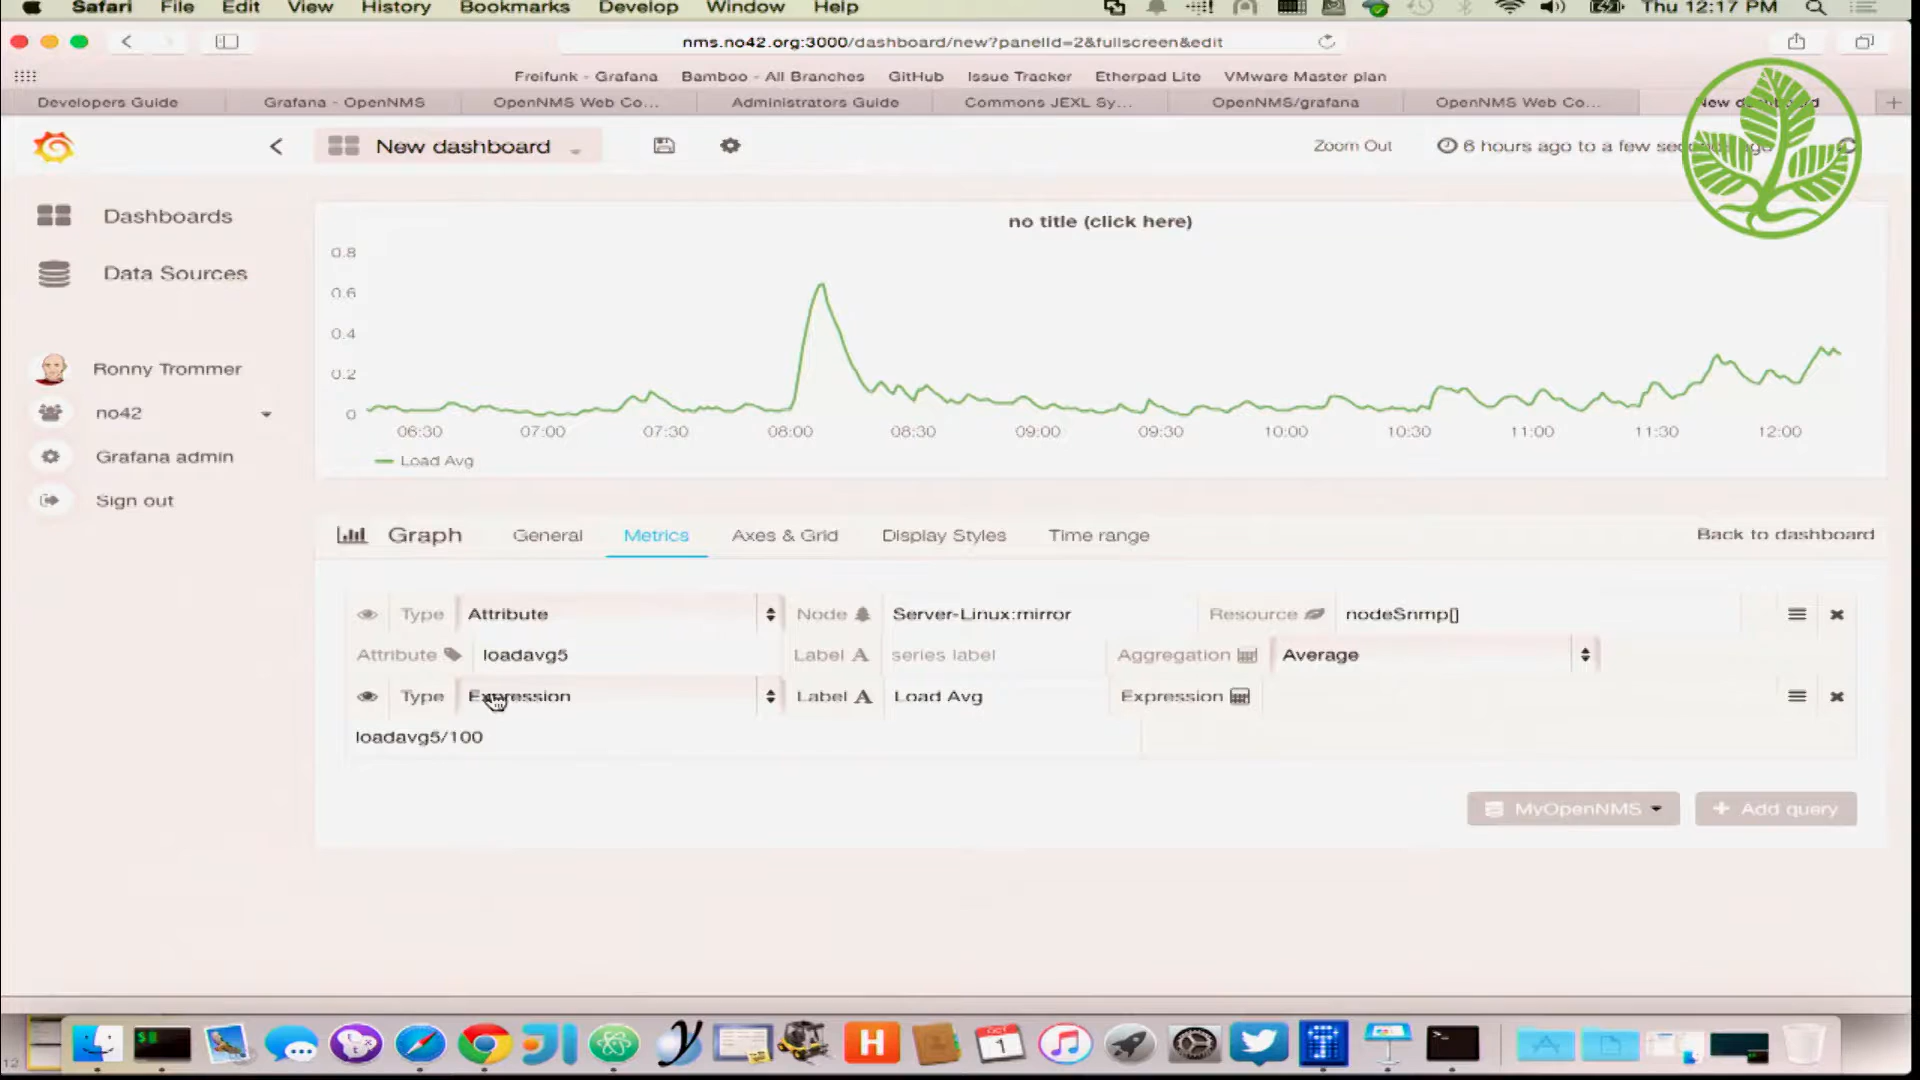 Safari File Edit View History Bookmarks Develop Window Help Thu 12:17 PM
nms.no42.org:3000/dashboard/new?panelId=2&fullscreen&edit
Freifunk - Grafana Bamboo - All Branches GitHub Issue Tracker Etherpad Lite VMware Master plan
Developers Guide Grafana - OpenNMS OpenNMS Web Co... Administrators Guide Commons JEXL Sy... OpenNMS/grafana OpenNMS Web Co... New dashboard
New dashboard Zoom Out 6 hours ago to a few seconds ago
Dashboards
Data Sources
Ronny Trommer
no42
Grafana admin
Sign out
no title (click here)
0.8
0.6
0.4
0.2
0
06:30 07:00 07:30 08:00 08:30 09:00 09:30 10:00 10:30 11:00 11:30 12:00
Load Avg
Graph General Metrics Axes & Grid Display Styles Time range Back to dashboard
Type Attribute Node Server-Linux:mirror Resource nodeSnmp[]
Attribute loadavg5 Label A series label Aggregation Average
Type Expression Label A Load Avg Expression
loadavg5/100
MyOpenNMS + Add query
OCT
1
H
12